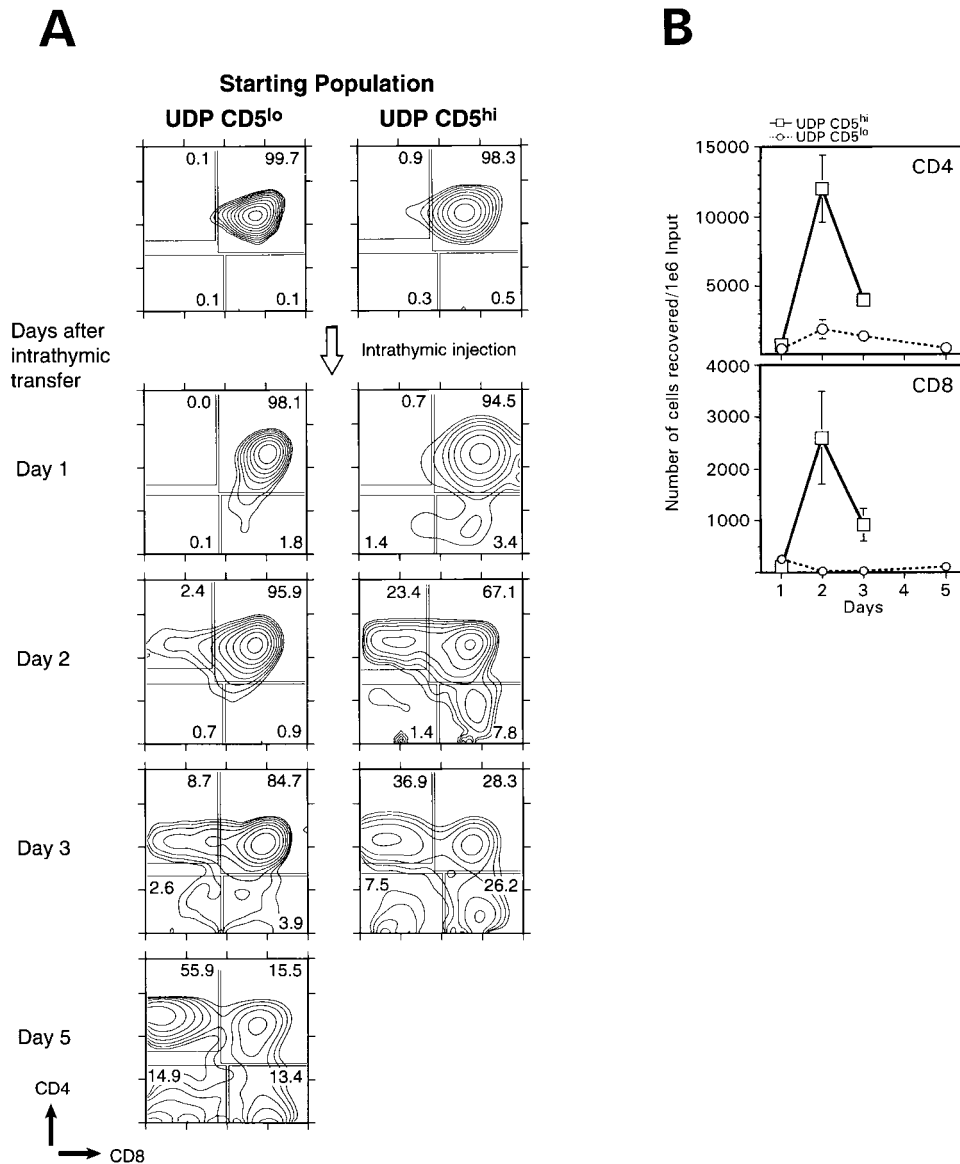 A
B
Starting Population
UDP CD5lo
UDP CD5hi
0.1 99.7
0.1 0.1
0.9 98.3
0.3 0.5
Days after
intrathymic
transfer
Intrathymic injection
Day 1
0.0 98.1
0.1 1.8
0.7 94.5
1.4 3.4
Day 2
2.4 95.9
0.7 0.9
23.4 67.1
1.4 7.8
Day 3
8.7 84.7
2.6 3.9
36.9 28.3
7.5 26.2
Day 5
55.9 15.5
14.9 13.4
CD4
CD8
UDP CD5hi
UDP CD5lo
Number of cells recovered/1e6 Input
15000
10000
5000
CD4
4000
3000
2000
1000
CD8
1 2 3 4 5
Days